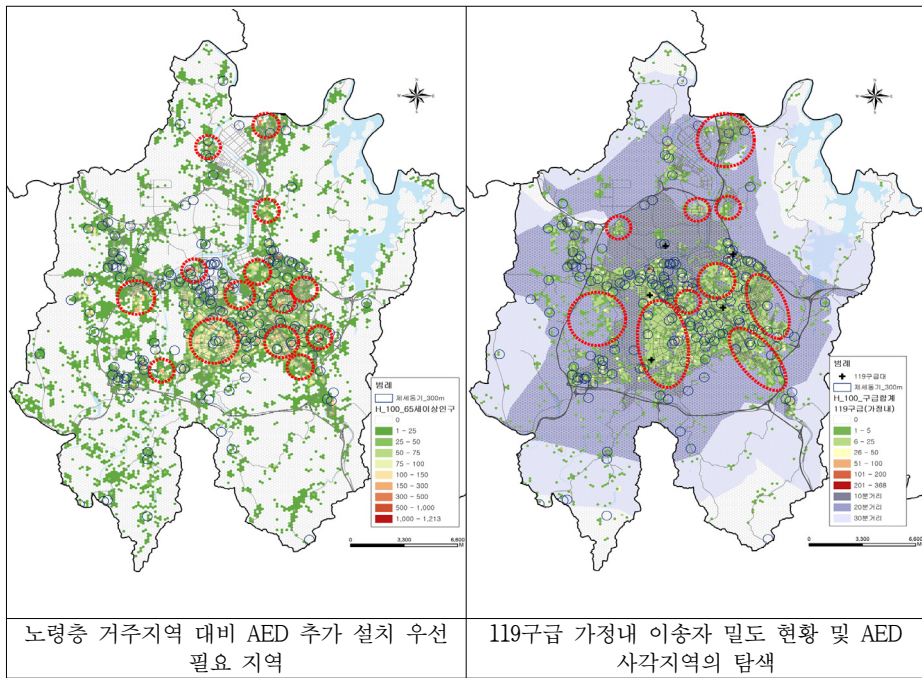 N
W
E
S
범례
제세동기_300m
H_100_65세이상인구
0
1 - 25
25 - 50
50 - 75
75 - 100
100 - 150
150 - 300
300 - 500
500 - 1,000
1,000 - 1,213
0
3,300
6,600
M
노령층 거주지역 대비 AED 추가 설치 우선
필요 지역
N
W
E
S
범례
119구급대
제세동기_300m
H_100_구급합계
119구급(가정내)
0
1 - 5
6 - 25
26 - 50
51 - 100
101 - 200
201 - 368
10분거리
20분거리
30분거리
0
3,300
6,600
M
119구급 가정내 이송자 밀도 현황 및 AED
사각지역의 탐색